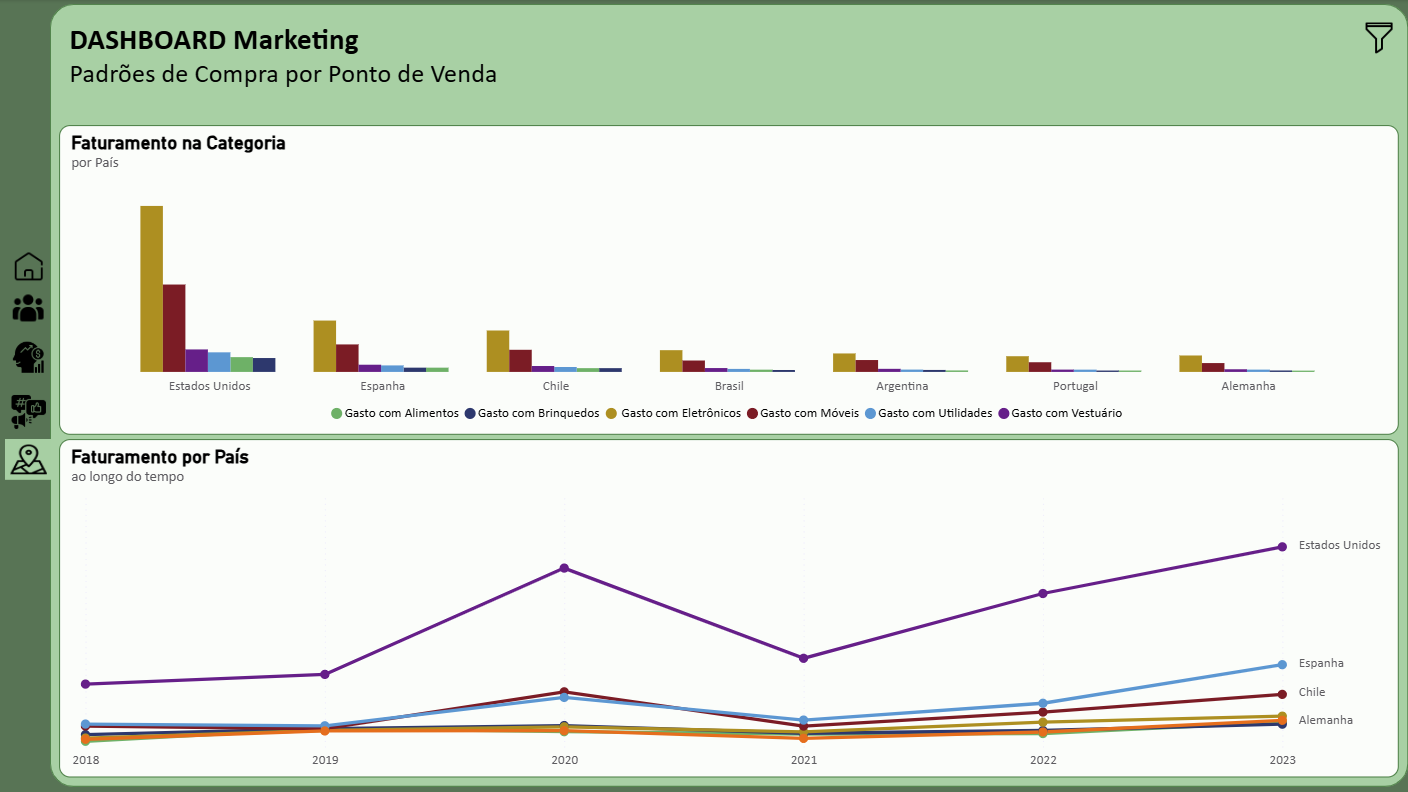 DASHBOARD Marketing
Padrões de Compra por Ponto de Venda
Faturamento na Categoria
por País
Estados Unidos
Espanha
Chile
Brasil
Argentina
Portugal
Alemanha
Gasto com Alimentos
Gasto com Brinquedos
Gasto com Eletrônicos
Gasto com Móveis
Gasto com Utilidades
Gasto com Vestuário
Faturamento por País
ao longo do tempo
Estados Unidos
Espanha
Chile
Alemanha
2018
2019
2020
2021
2022
2023